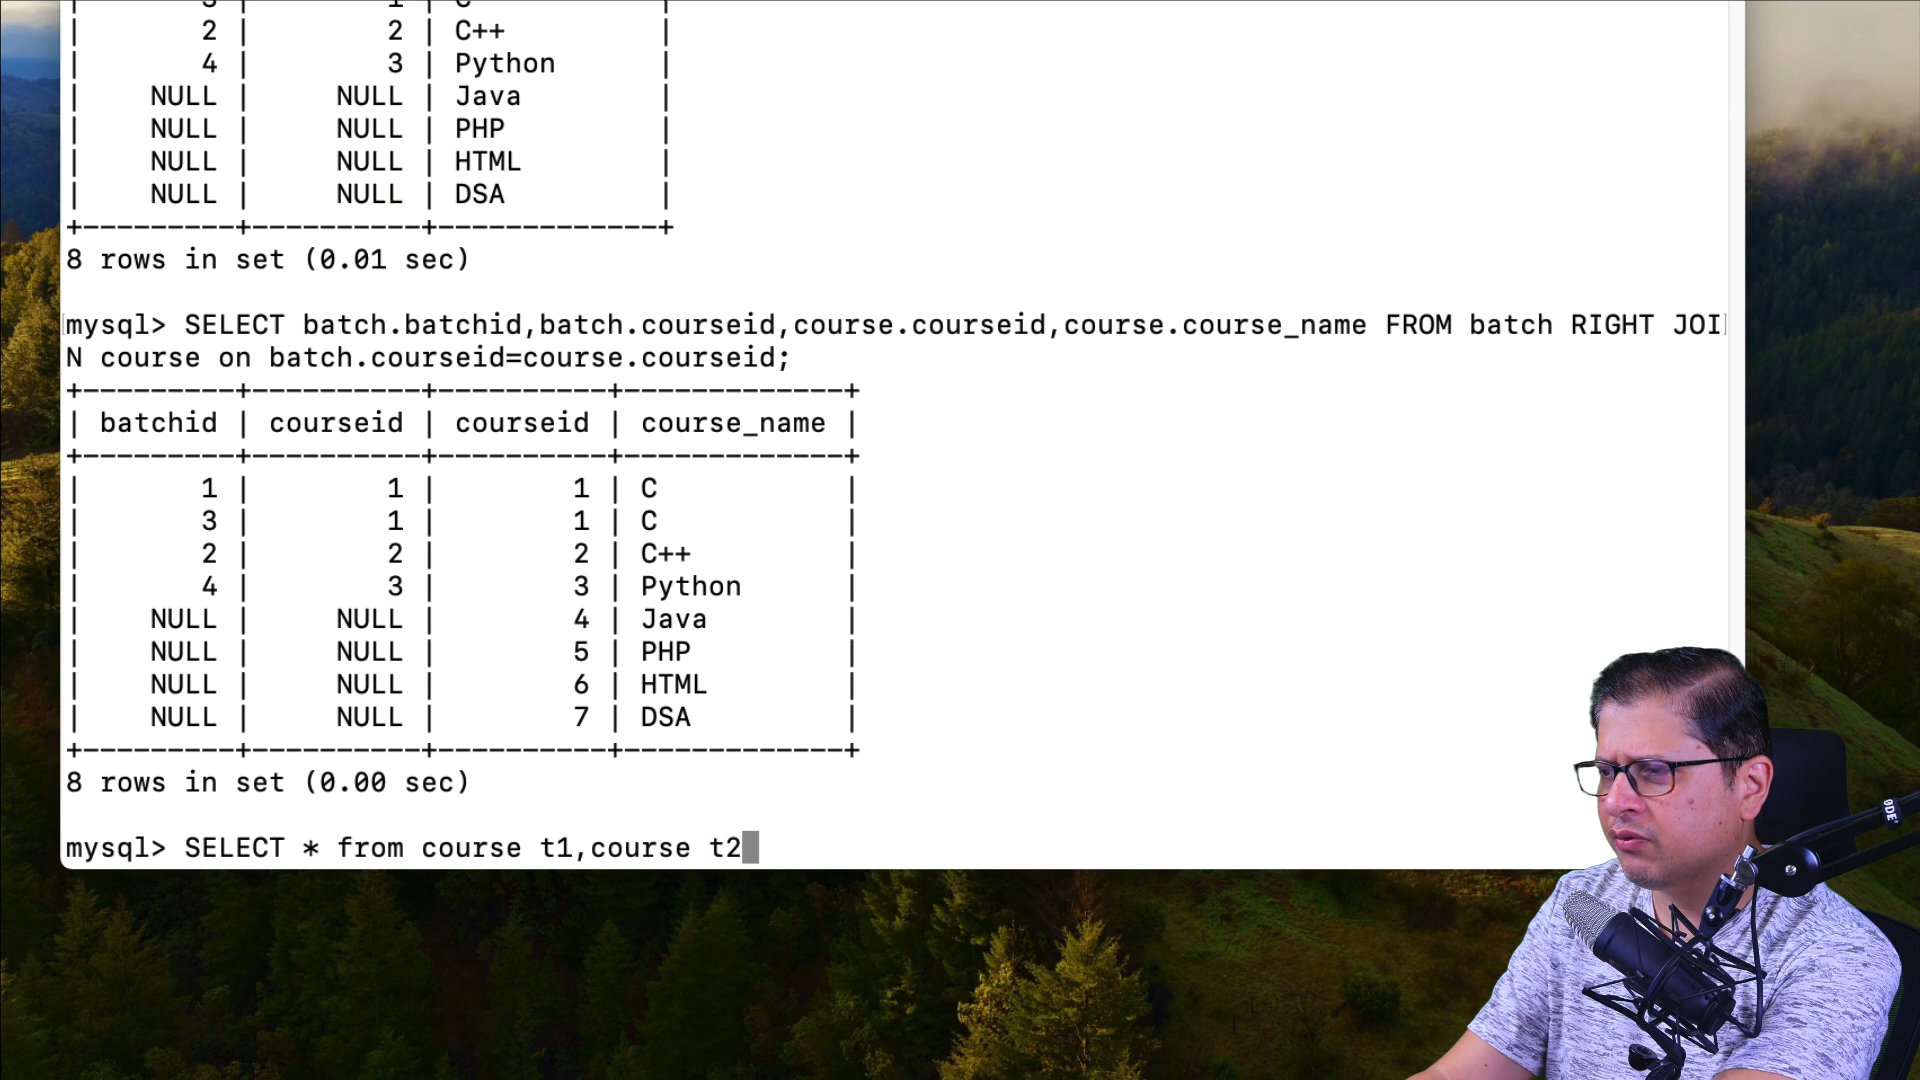 | 3 | 1 | C |
| 2 | 2 | C++ |
| 4 | 3 | Python |
| NULL | NULL | Java |
| NULL | NULL | PHP |
| NULL | NULL | HTML |
| NULL | NULL | DSA |
+---------+----------+-------------+
8 rows in set (0.01 sec)
mysql> SELECT batch.batchid,batch.courseid,course.courseid,course.course_name FROM batch RIGHT JOI
N course on batch.courseid=course.courseid;
+---------+----------+----------+-------------+
| batchid | courseid | courseid | course_name |
+---------+----------+----------+-------------+
| 1 | 1 | 1 | C |
| 3 | 1 | 1 | C |
| 2 | 2 | 2 | C++ |
| 4 | 3 | 3 | Python |
| NULL | NULL | 4 | Java |
| NULL | NULL | 5 | PHP |
| NULL | NULL | 6 | HTML |
| NULL | NULL | 7 | DSA |
+---------+----------+----------+-------------+
8 rows in set (0.00 sec)
mysql> SELECT * from course t1,course t2